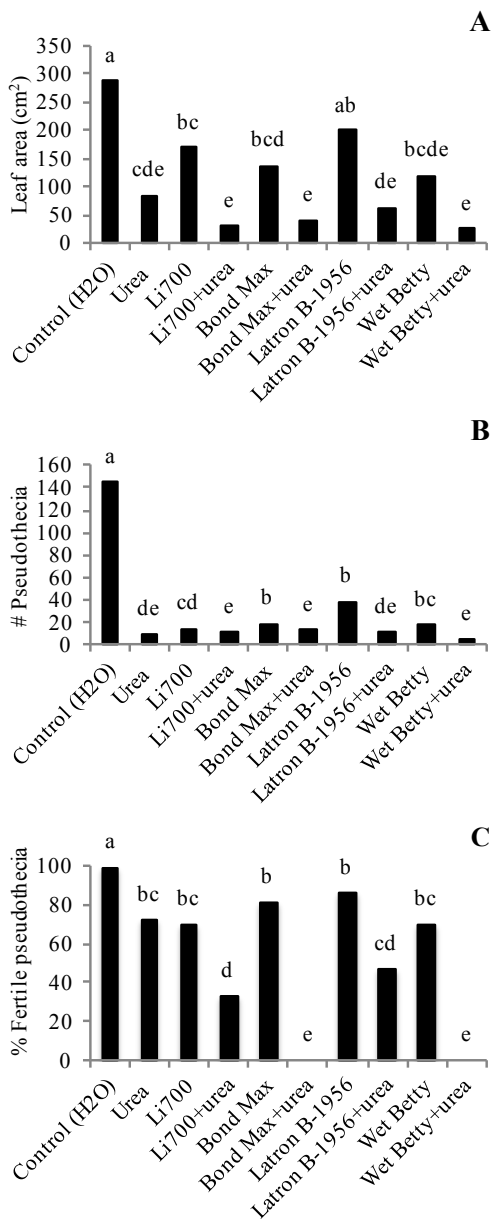 A
350
300
250
200
150
100
50
0
Leaf area (cm²)
a
cde
bc
e
bcd
e
ab
de
bcde
e
Control (H2O)
Urea
Li700
Li700+urea
Bond Max
Bond Max+urea
Latron B-1956
Latron B-1956+urea
Wet Betty
Wet Betty+urea
B
160
140
120
100
80
60
40
20
0
# Pseudothecia
a
de
cd
e
b
e
b
de
bc
e
Control (H2O)
Urea
Li700
Li700+urea
Bond Max
Bond Max+urea
Latron B-1956
Latron B-1956+urea
Wet Betty
Wet Betty+urea
C
100
80
60
40
20
0
% Fertile pseudothecia
a
bc
bc
d
b
e
b
cd
bc
e
Control (H2O)
Urea
Li700
Li700+urea
Bond Max
Bond Max+urea
Latron B-1956
Latron B-1956+urea
Wet Betty
Wet Betty+urea